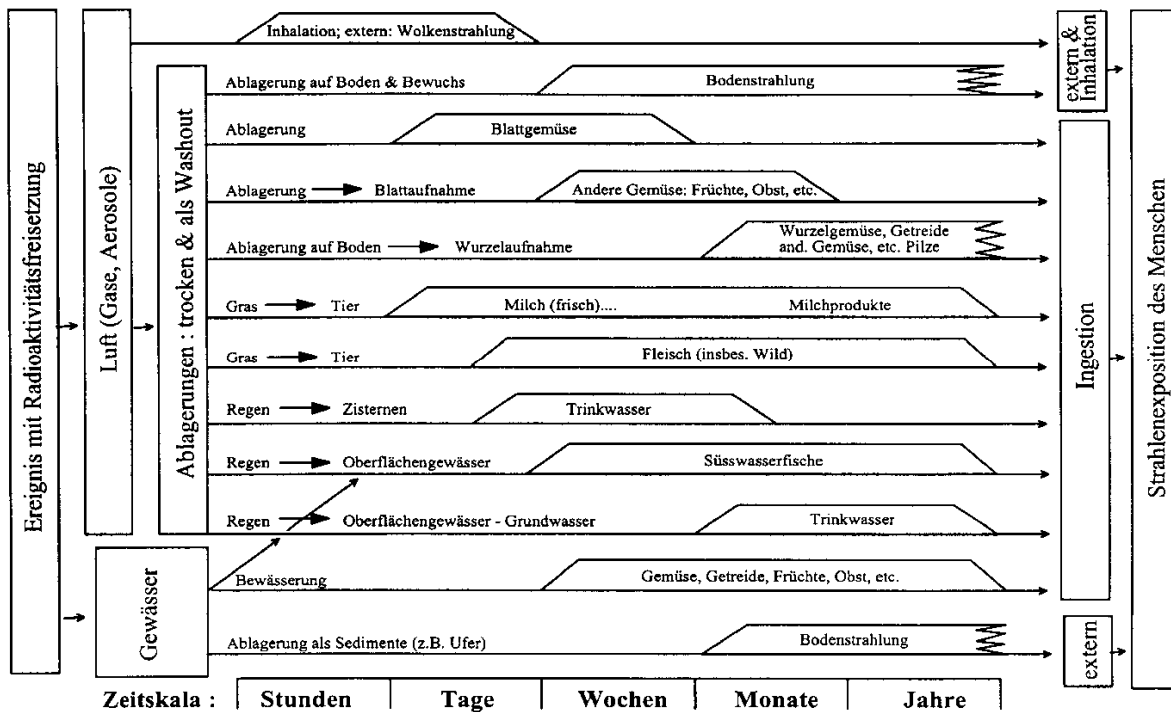 Ereignis mit Radioaktivitätsfreisetzung
Luft (Gase, Aerosole)
Ablagerungen : trocken & als Washout
Gewässer
Inhalation; extern: Wolkenstrahlung
Ablagerung auf Boden & Bewuchs
Bodenstrahlung
Ablagerung
Blattgemüse
Ablagerung
Blattaufnahme
Andere Gemüse: Früchte, Obst, etc.
Ablagerung auf Boden
Wurzelaufnahme
Wurzelgemüse, Getreide
and. Gemüse, etc. Pilze
Gras
Tier
Milch (frisch)....
Milchprodukte
Gras
Tier
Fleisch (insbes. Wild)
Regen
Zisternen
Trinkwasser
Regen
Oberflächengewässer
Süsswasserfische
Regen
Oberflächengewässer - Grundwasser
Trinkwasser
Bewässerung
Gemüse, Getreide, Früchte, Obst, etc.
Ablagerung als Sedimente (z.B. Ufer)
Bodenstrahlung
extern &
Inhalation
Ingestion
extern
Strahlenexposition des Menschen
Zeitskala :
Stunden
Tage
Wochen
Monate
Jahre